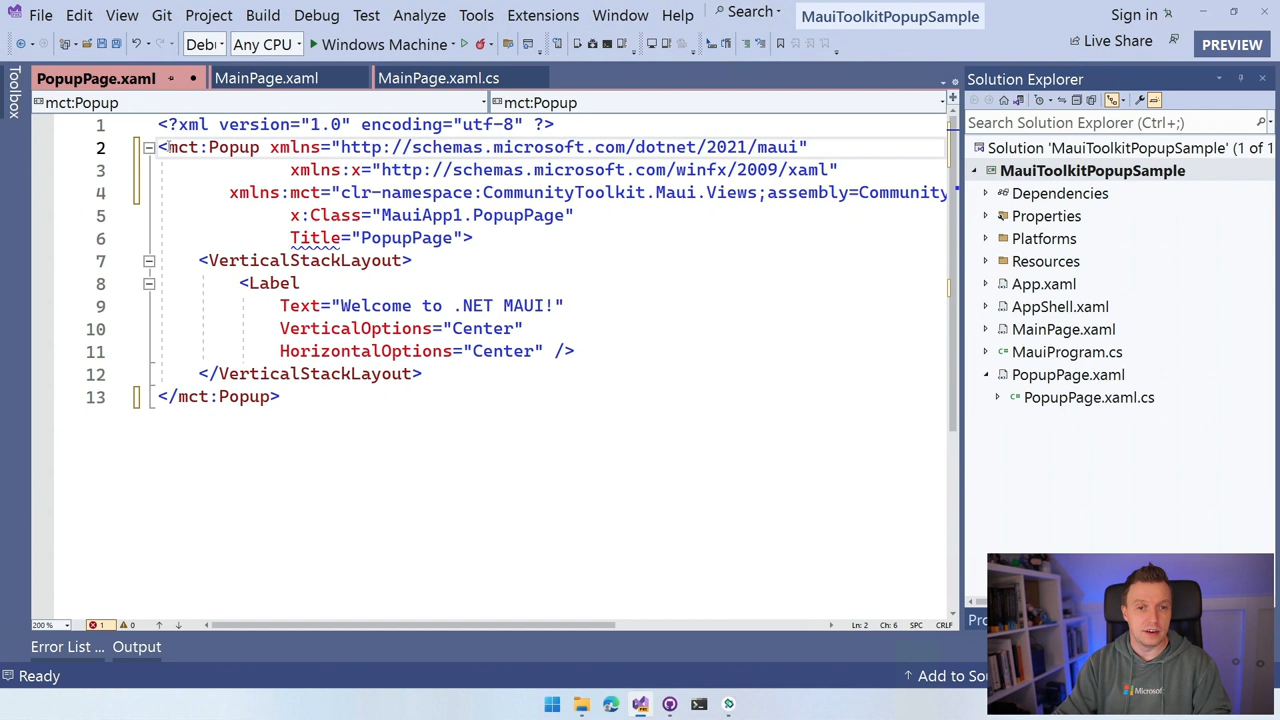 File Edit View Git Project Build Debug Test Analyze Tools Extensions Window Help Search MauiToolkitPopupSample Sign in
Debu Any CPU Windows Machine Live Share PREVIEW
Toolbox
PopupPage.xaml MainPage.xaml MainPage.xaml.cs
mct:Popup mct:Popup
1 <?xml version="1.0" encoding="utf-8" ?>
2 <mct:Popup xmlns="http://schemas.microsoft.com/dotnet/2021/maui"
3 xmlns:x="http://schemas.microsoft.com/winfx/2009/xaml"
4 xmlns:mct="clr-namespace:CommunityToolkit.Maui.Views;assembly=Community
5 x:Class="MauiApp1.PopupPage"
6 Title="PopupPage">
7 <VerticalStackLayout>
8 <Label
9 Text="Welcome to .NET MAUI!"
10 VerticalOptions="Center"
11 HorizontalOptions="Center" />
12 </VerticalStackLayout>
13 </mct:Popup>
200 % 1 0 Ln: 2 Ch: 6 SPC CRLF
Error List ... Output
Ready Add to Sou
Solution Explorer
Search Solution Explorer (Ctrl+;)
Solution 'MauiToolkitPopupSample' (1 of 1
MauiToolkitPopupSample
Dependencies
Properties
Platforms
Resources
App.xaml
AppShell.xaml
MainPage.xaml
MauiProgram.cs
PopupPage.xaml
PopupPage.xaml.cs
Pro
Microsoft